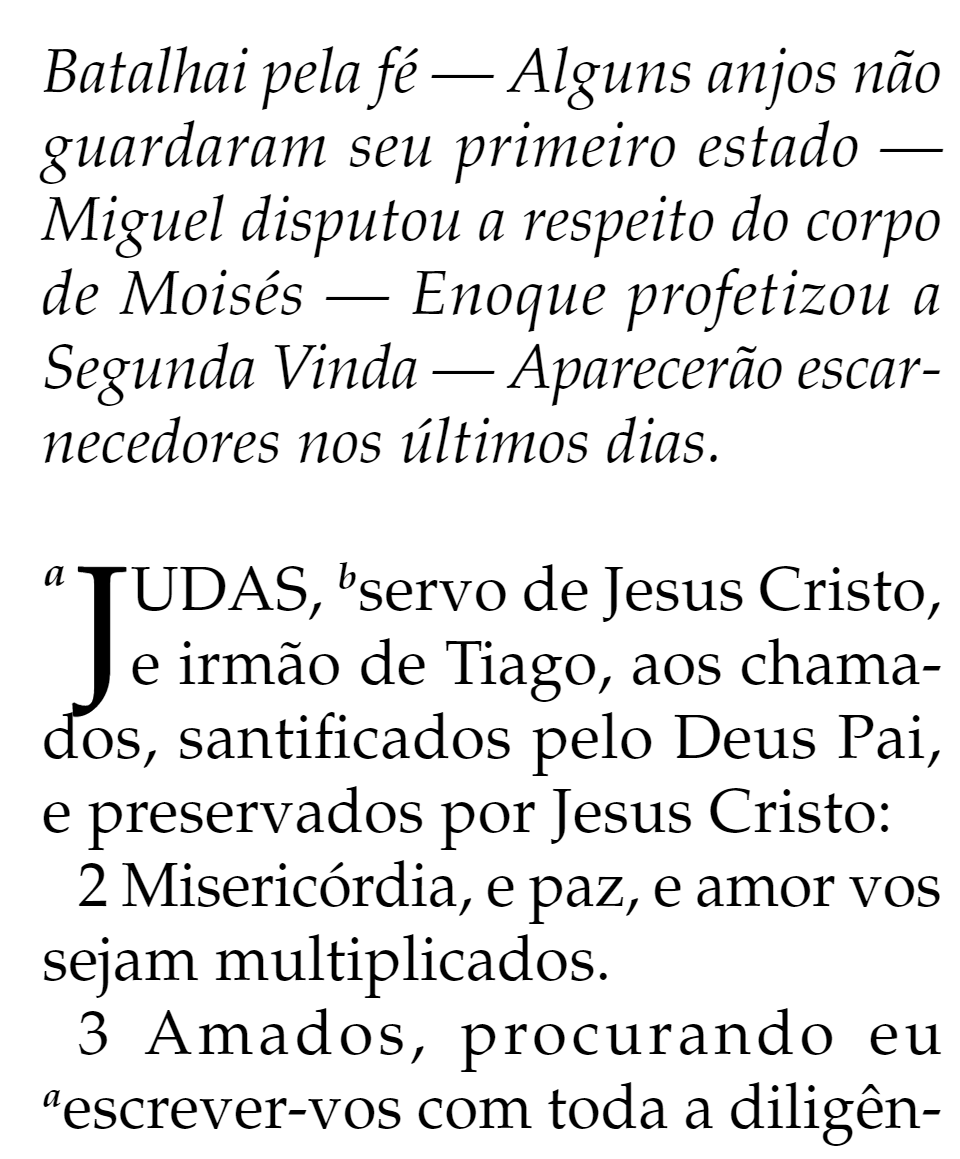 Batalhai pela fé — Alguns anjos não
guardaram seu primeiro estado —
Miguel disputou a respeito do corpo
de Moisés — Enoque profetizou a
Segunda Vinda — Aparecerão escar-
necedores nos últimos dias.
a JUDAS, bservo de Jesus Cristo,
e irmão de Tiago, aos chama-
dos, santificados pelo Deus Pai,
e preservados por Jesus Cristo:
2 Misericórdia, e paz, e amor vos
sejam multiplicados.
3 Amados, procurando eu
aescrever-vos com toda a diligên-